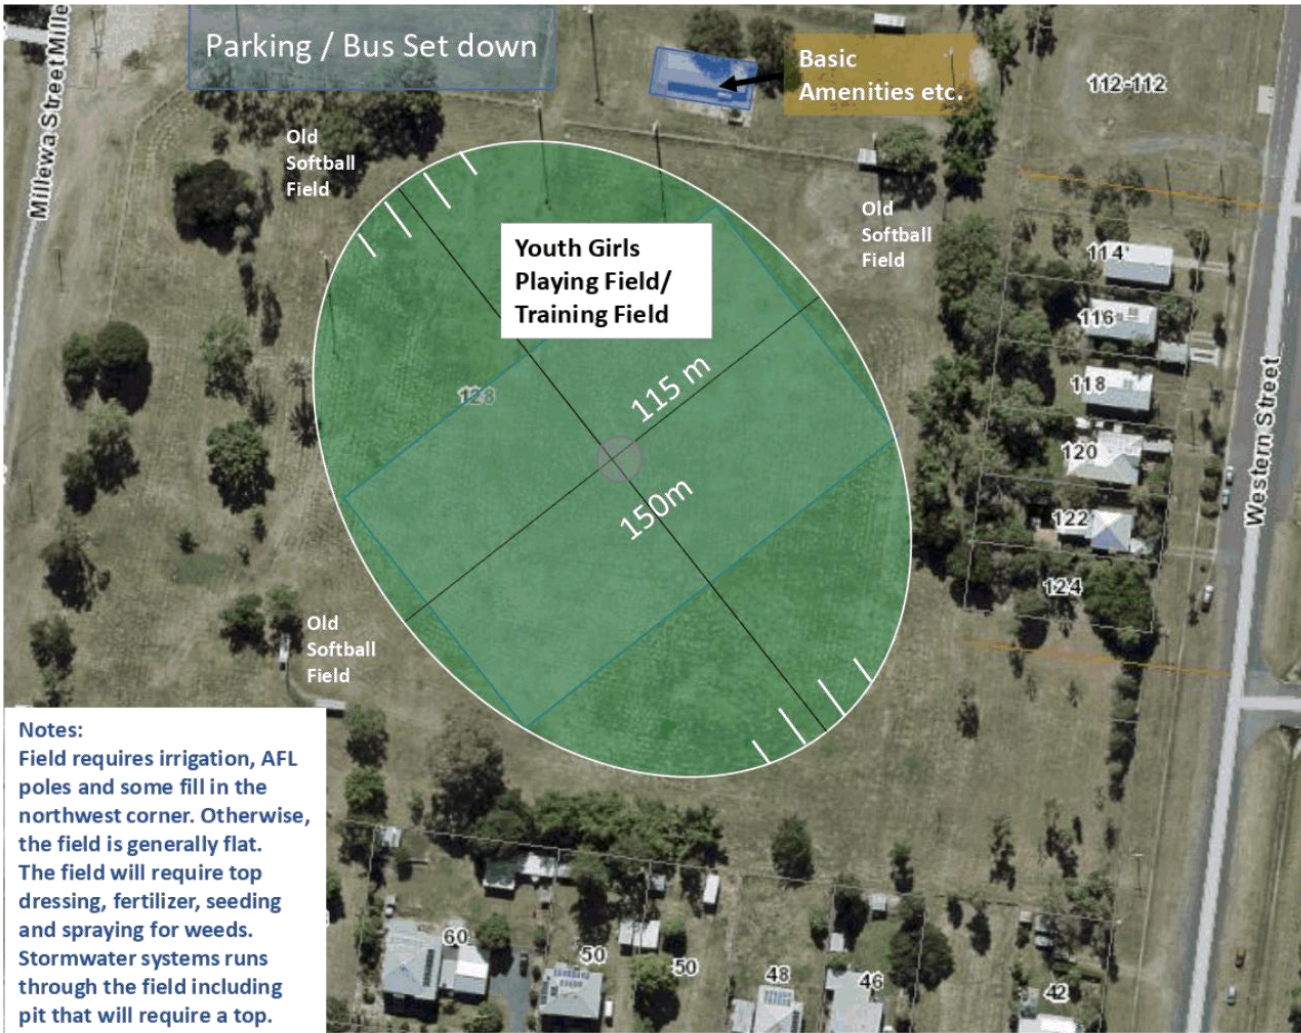 Parking / Bus Set down
Basic
Amenities etc.
Millewa StreetMille
112-112
Old
Softball
Field
Old
Softball
Field
Youth Girls
Playing Field/
Training Field
114
116
118
120
122
124
128
115 m
150m
Western Street
Old
Softball
Field
Notes:
Field requires irrigation, AFL
poles and some fill in the
northwest corner. Otherwise,
the field is generally flat.
The field will require top
dressing, fertilizer, seeding
and spraying for weeds.
Stormwater systems runs
through the field including
pit that will require a top.
60
50
50
48
46
42